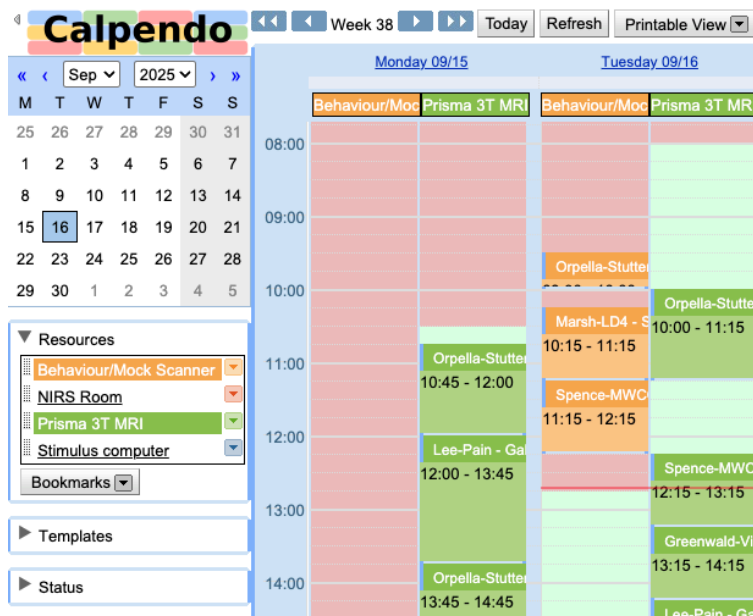 Calpendo
Week 38
Today
Refresh
Printable View
« ‹ Sep 2025 › »
M T W T F S S
25 26 27 28 29 30 31
1 2 3 4 5 6 7
8 9 10 11 12 13 14
15 16 17 18 19 20 21
22 23 24 25 26 27 28
29 30 1 2 3 4 5
Resources
Behaviour/Mock Scanner
NIRS Room
Prisma 3T MRI
Stimulus computer
Bookmarks
Templates
Status
Monday 09/15
Tuesday 09/16
Behaviour/Moc
Prisma 3T MRI
Behaviour/Moc
Prisma 3T MR
08:00
09:00
10:00
11:00
12:00
13:00
14:00
Orpella-Stutte
10:45 - 12:00
Lee-Pain - Gal
12:00 - 13:45
Orpella-Stutte
13:45 - 14:45
Orpella-Stutte
Marsh-LD4 - S
10:15 - 11:15
Spence-MWC
11:15 - 12:15
Orpella-Stutte
10:00 - 11:15
Spence-MWC
12:15 - 13:15
Greenwald-Vi
13:15 - 14:15
Lee-Pain - Ga